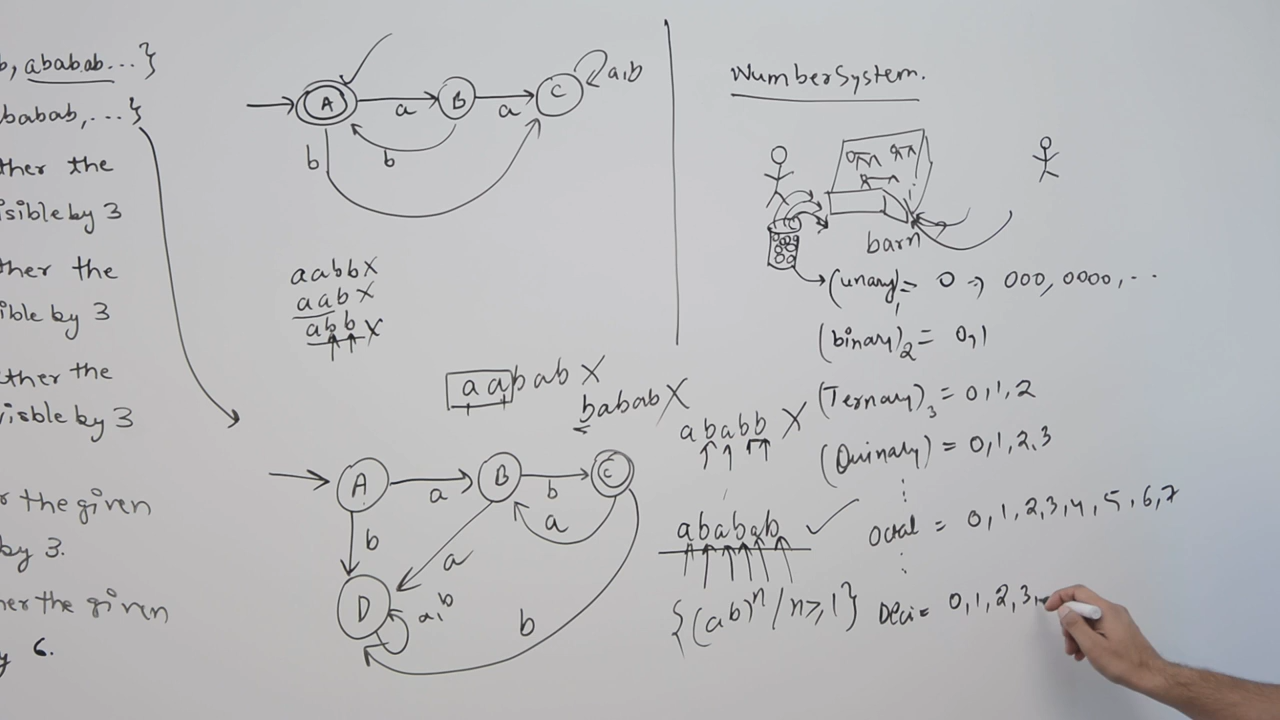 b, ababab...}
babab,...}
ther the
isible by 3
ther the
ible by 3
ther the
visble by 3
r the given
by 3.
her the given
y 6.
A a B a C a,b
b b
aabb X
aab X
abb X
aabab X
babab X
ababb X
ababab ✓
{(ab)^n / n≥1}
A a B b C
b a a
D a,b b
NumberSystem.
barn
(unary)₁ = 0 → 000, 0000, ...
(binary)₂ = 0,1
(Ternary)₃ = 0,1,2
(Quinary) = 0,1,2,3
⋮
Octal = 0,1,2,3,4,5,6,7
⋮
Deci = 0,1,2,3,